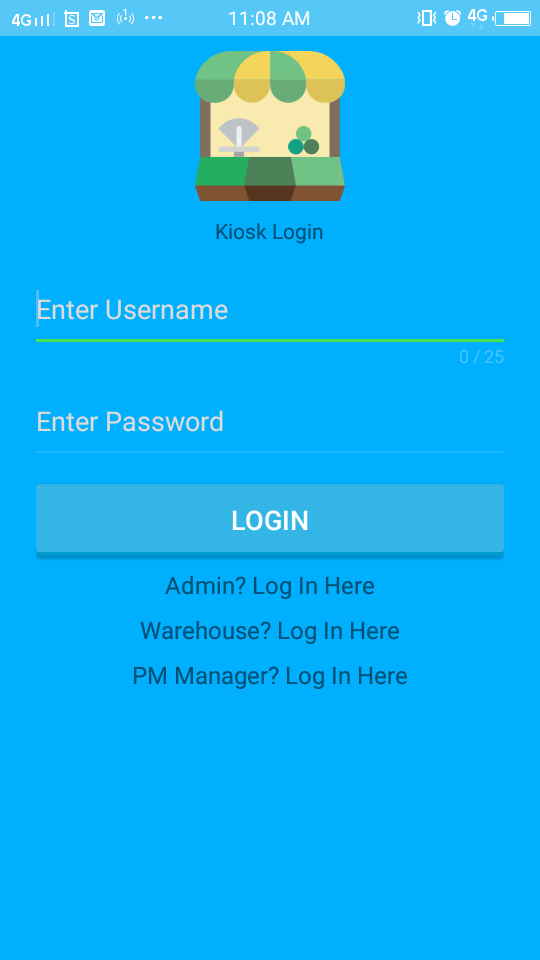 4G 11:08 AM 4G
Kiosk Login
Enter Username
0 / 25
Enter Password
LOGIN
Admin? Log In Here
Warehouse? Log In Here
PM Manager? Log In Here